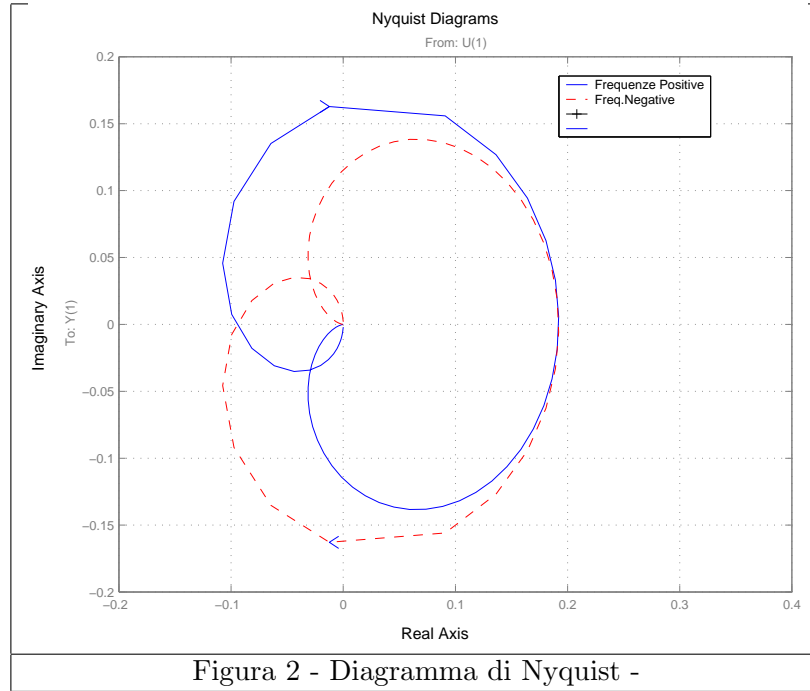 Nyquist Diagrams
From: U(1)
Frequenze Positive
Freq.Negative
Imaginary Axis
To: Y(1)
0.2
0.15
0.1
0.05
0
−0.05
−0.1
−0.15
−0.2
−0.2
−0.1
0
0.1
0.2
0.3
0.4
Real Axis
Figura 2 - Diagramma di Nyquist -